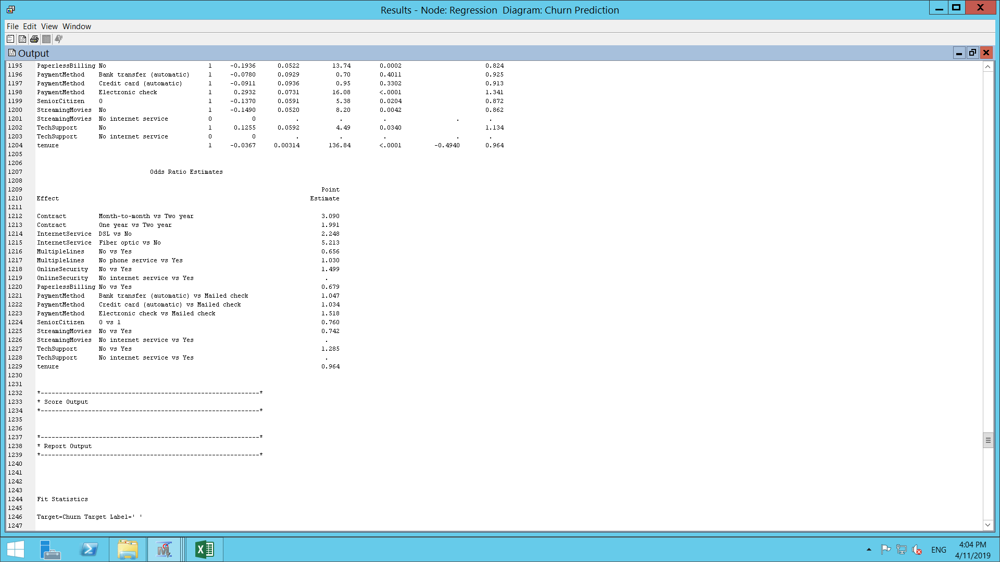 Results - Node: Regression  Diagram: Churn Prediction
File Edit View Window
Output
1195 PaperlessBilling No 1 -0.1936 0.0522 13.74 0.0002 0.824
1196 PaymentMethod Bank transfer (automatic) 1 -0.0780 0.0929 0.70 0.4011 0.925
1197 PaymentMethod Credit card (automatic) 1 -0.0911 0.0936 0.95 0.3302 0.913
1198 PaymentMethod Electronic check 1 0.2932 0.0731 16.08 <.0001 1.341
1199 SeniorCitizen 0 1 -0.1370 0.0591 5.38 0.0204 0.872
1200 StreamingMovies No 1 -0.1490 0.0520 8.20 0.0042 0.862
1201 StreamingMovies No internet service 0 0 . . . . .
1202 TechSupport No 1 0.1255 0.0592 4.49 0.0340 1.134
1203 TechSupport No internet service 0 0 . . . . .
1204 tenure 1 -0.0367 0.00314 136.84 <.0001 -0.4940 0.964
1205
1206
1207 Odds Ratio Estimates
1208
1209 Point
1210 Effect Estimate
1211
1212 Contract Month-to-month vs Two year 3.090
1213 Contract One year vs Two year 1.991
1214 InternetService DSL vs No 2.248
1215 InternetService Fiber optic vs No 5.213
1216 MultipleLines No vs Yes 0.656
1217 MultipleLines No phone service vs Yes 1.030
1218 OnlineSecurity No vs Yes 1.499
1219 OnlineSecurity No internet service vs Yes .
1220 PaperlessBilling No vs Yes 0.679
1221 PaymentMethod Bank transfer (automatic) vs Mailed check 1.047
1222 PaymentMethod Credit card (automatic) vs Mailed check 1.034
1223 PaymentMethod Electronic check vs Mailed check 1.518
1224 SeniorCitizen 0 vs 1 0.760
1225 StreamingMovies No vs Yes 0.742
1226 StreamingMovies No internet service vs Yes .
1227 TechSupport No vs Yes 1.285
1228 TechSupport No internet service vs Yes .
1229 tenure 0.964
1230
1231
1232 *------------------------------------------------------------*
1233 * Score Output
1234 *------------------------------------------------------------*
1235
1236
1237 *------------------------------------------------------------*
1238 * Report Output
1239 *------------------------------------------------------------*
1240
1241
1242
1243
1244 Fit Statistics
1245
1246 Target=Churn Target Label=' '
1247
ENG
4:04 PM
4/11/2019